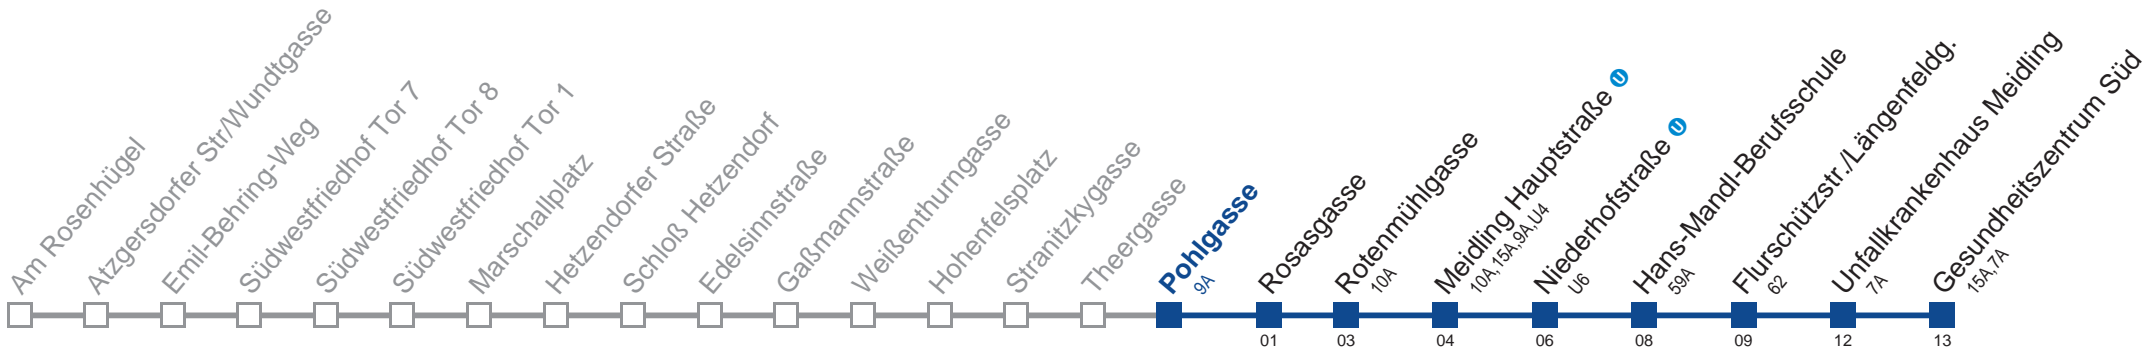 Am Rosenhügel
Atzgersdorfer Str/Wundtgasse
Emil-Behring-Weg
Südwestfriedhof Tor 7
Südwestfriedhof Tor 8
Südwestfriedhof Tor 1
Marschallplatz
Hetzendorfer Straße
Schloß Hetzendorf
Edelsinnstraße
Gaßmannstraße
Weißenthurngasse
Hohenfelsplatz
Stranitzkygasse
Theergasse
Pohlgasse
9A
Rosasgasse
01
Rotenmühlgasse
10A
03
Meidling Hauptstraße U
10A,15A,9A,U4
04
Niederhofstraße U
U6
06
Hans-Mandl-Berufsschule
59A
08
Flurschützstr./Längenfeldg.
62
09
Unfallkrankenhaus Meidling
7A
12
Gesundheitszentrum Süd
15A,7A
13